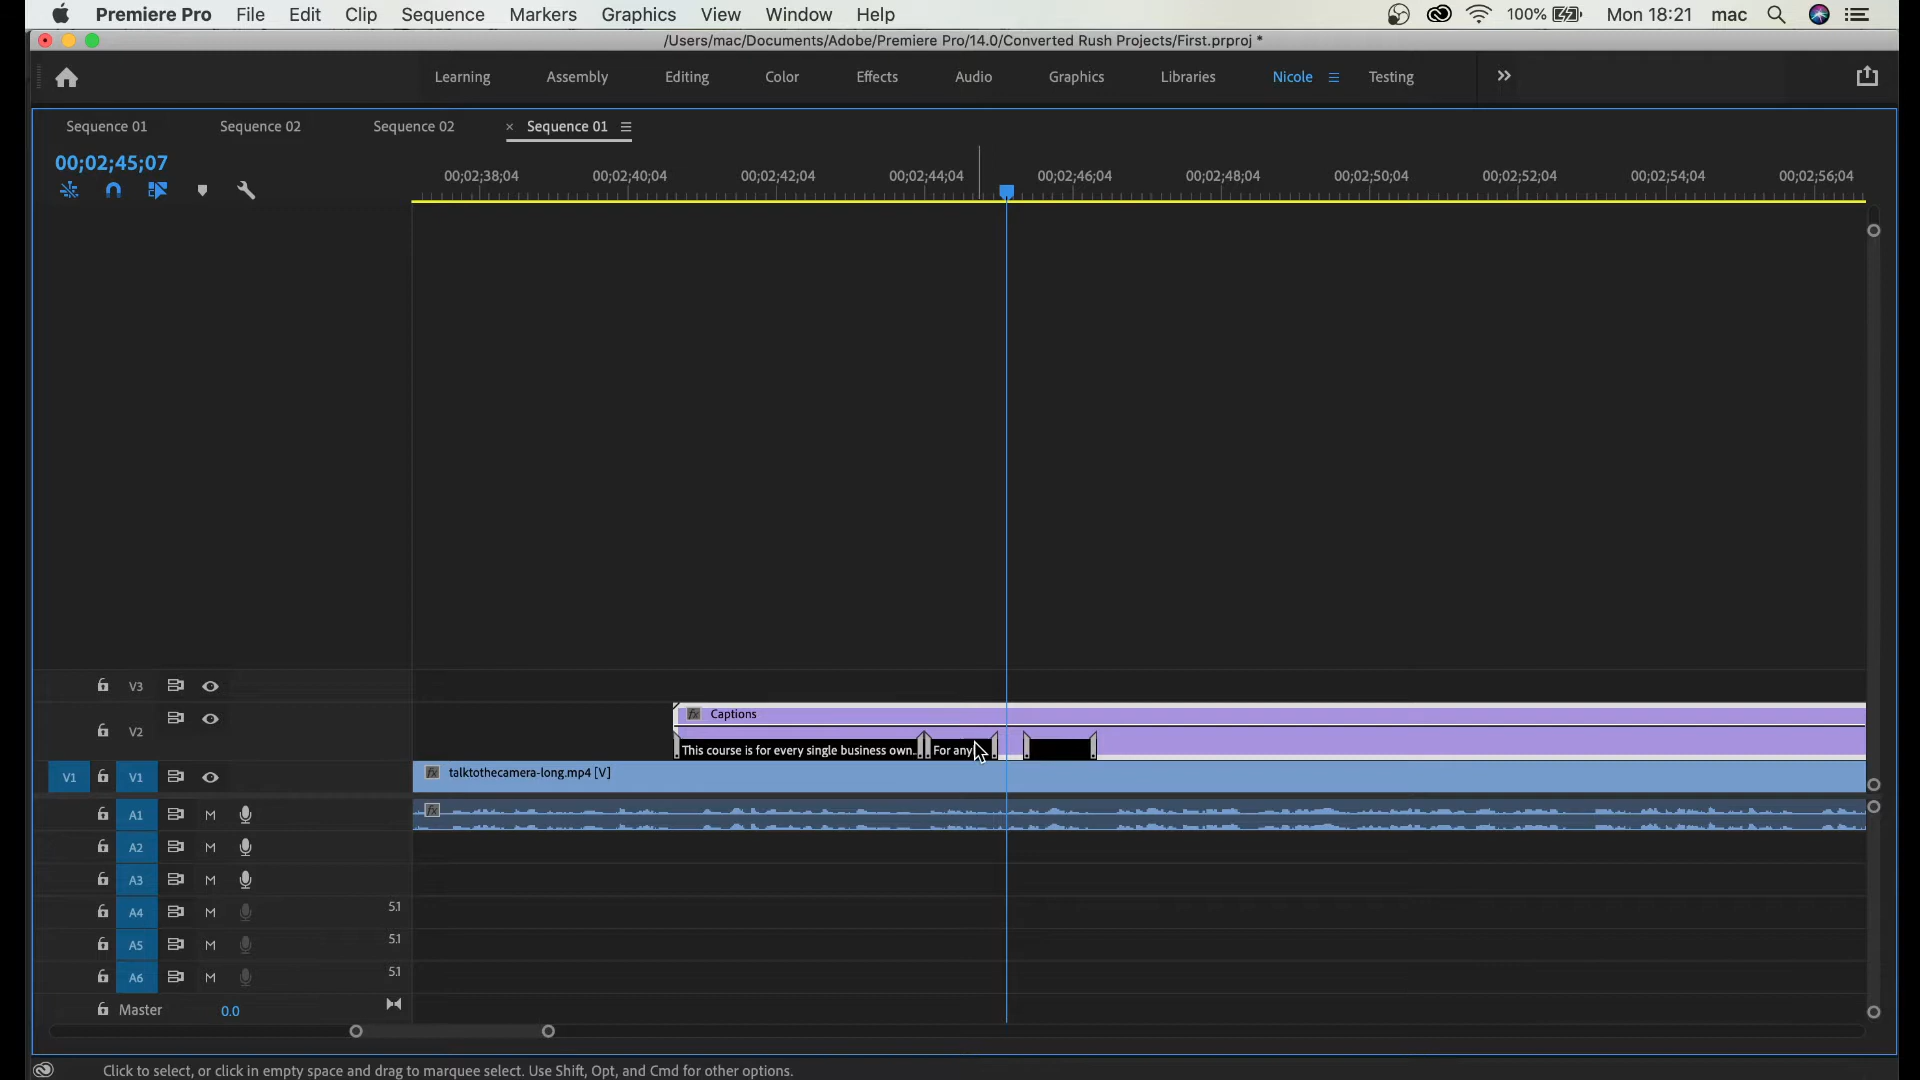 Premiere Pro File Edit Clip Sequence Markers Graphics View Window Help 100% Mon 18:21 mac
/Users/mac/Documents/Adobe/Premiere Pro/14.0/Converted Rush Projects/First.prproj *
Learning Assembly Editing Color Effects Audio Graphics Libraries Nicole Testing
Sequence 01 Sequence 02 Sequence 02 × Sequence 01
00;02;45;07
00;02;38;04 00;02;40;04 00;02;42;04 00;02;44;04 00;02;46;04 00;02;48;04 00;02;50;04 00;02;52;04 00;02;54;04 00;02;56;04
V3
fx Captions
V2
This course is for every single business own.. For any
V1 V1 fx talktothecamera-long.mp4 [V]
A1 M fx
A2 M
A3 M
A4 M 5.1
A5 M 5.1
A6 M 5.1
Master 0.0
Click to select, or click in empty space and drag to marquee select. Use Shift, Opt, and Cmd for other options.